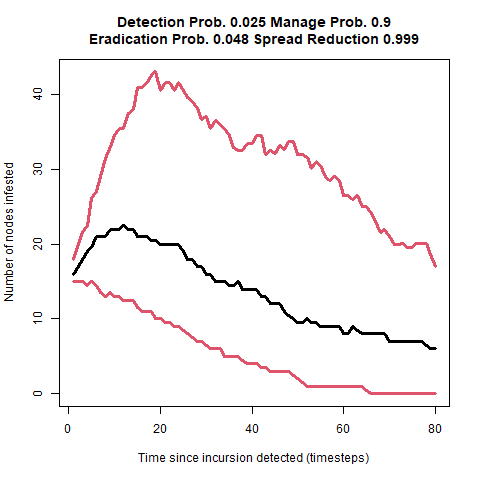 Detection Prob. 0.025 Manage Prob. 0.9
Eradication Prob. 0.048 Spread Reduction 0.999
Number of nodes infested
40
30
20
10
0
0 20 40 60 80
Time since incursion detected (timesteps)